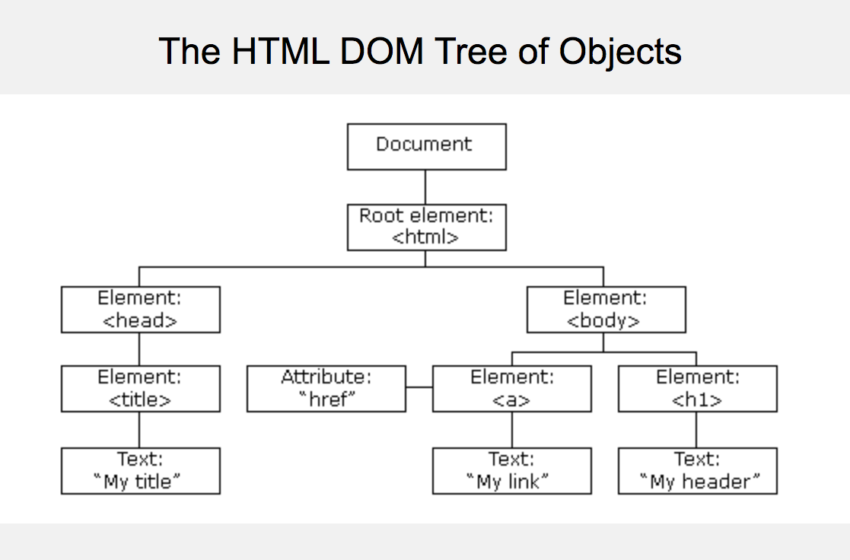 The HTML DOM Tree of Objects
Document
Root element:
<html>
Element:
<head>
Element:
<body>
Element:
<title>
Attribute:
“href”
Element:
<a>
Element:
<h1>
Text:
“My title”
Text:
“My link”
Text:
“My header”